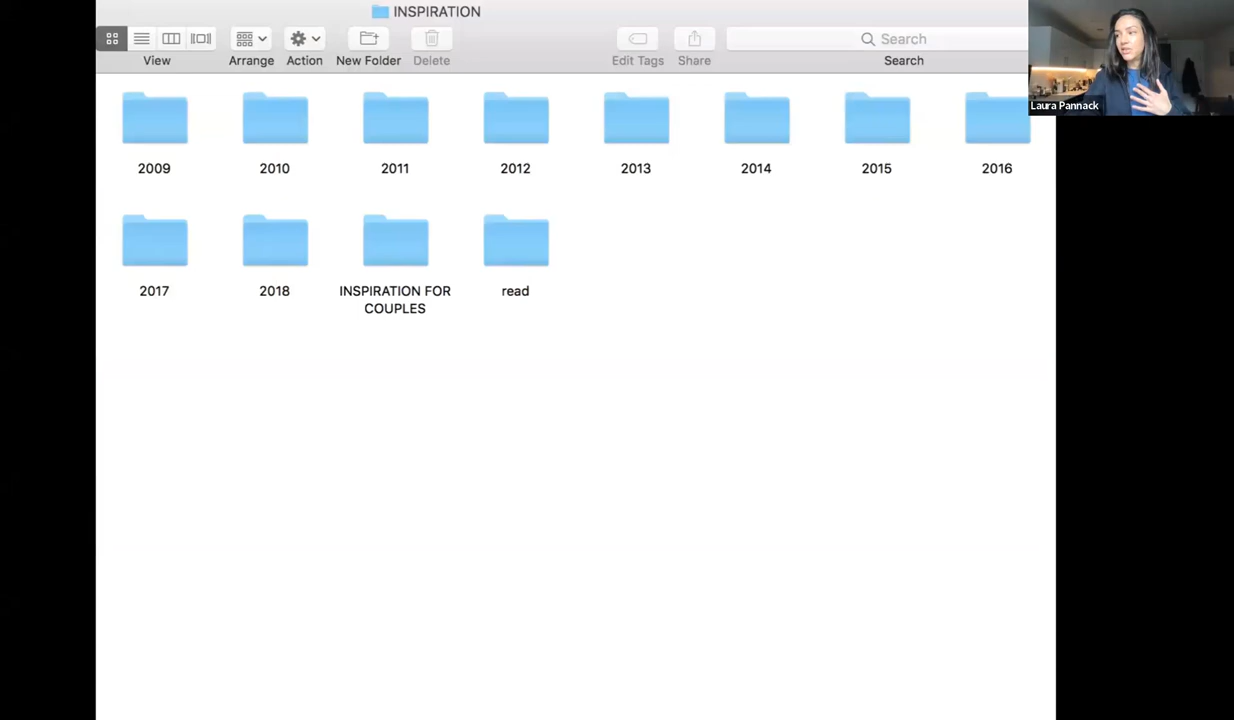 INSPIRATION
View
Arrange
Action
New Folder
Delete
Edit Tags
Share
Search
Search
Laura Pannack
2009
2010
2011
2012
2013
2014
2015
2016
2017
2018
INSPIRATION FOR
COUPLES
read